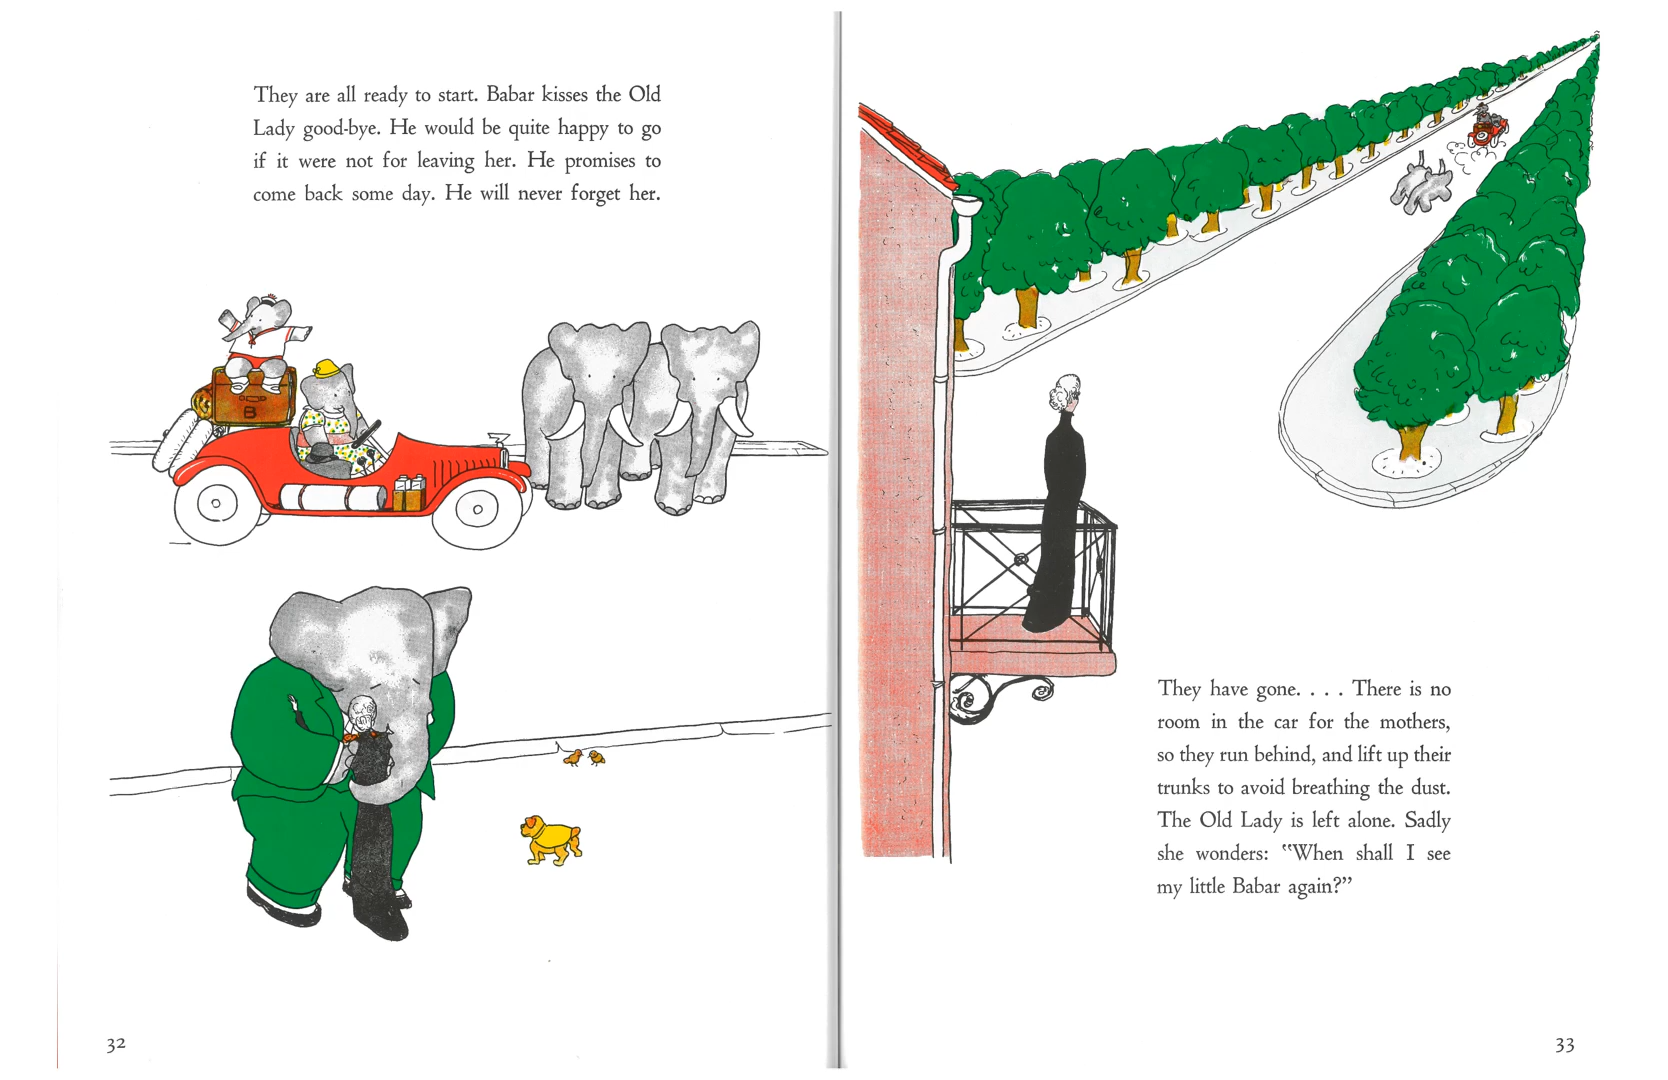 They are all ready to start. Babar kisses the Old
Lady good-bye. He would be quite happy to go
if it were not for leaving her. He promises to
come back some day. He will never forget her.
B
32
They have gone. . . . There is no
room in the car for the mothers,
so they run behind, and lift up their
trunks to avoid breathing the dust.
The Old Lady is left alone. Sadly
she wonders: “When shall I see
my little Babar again?”
33